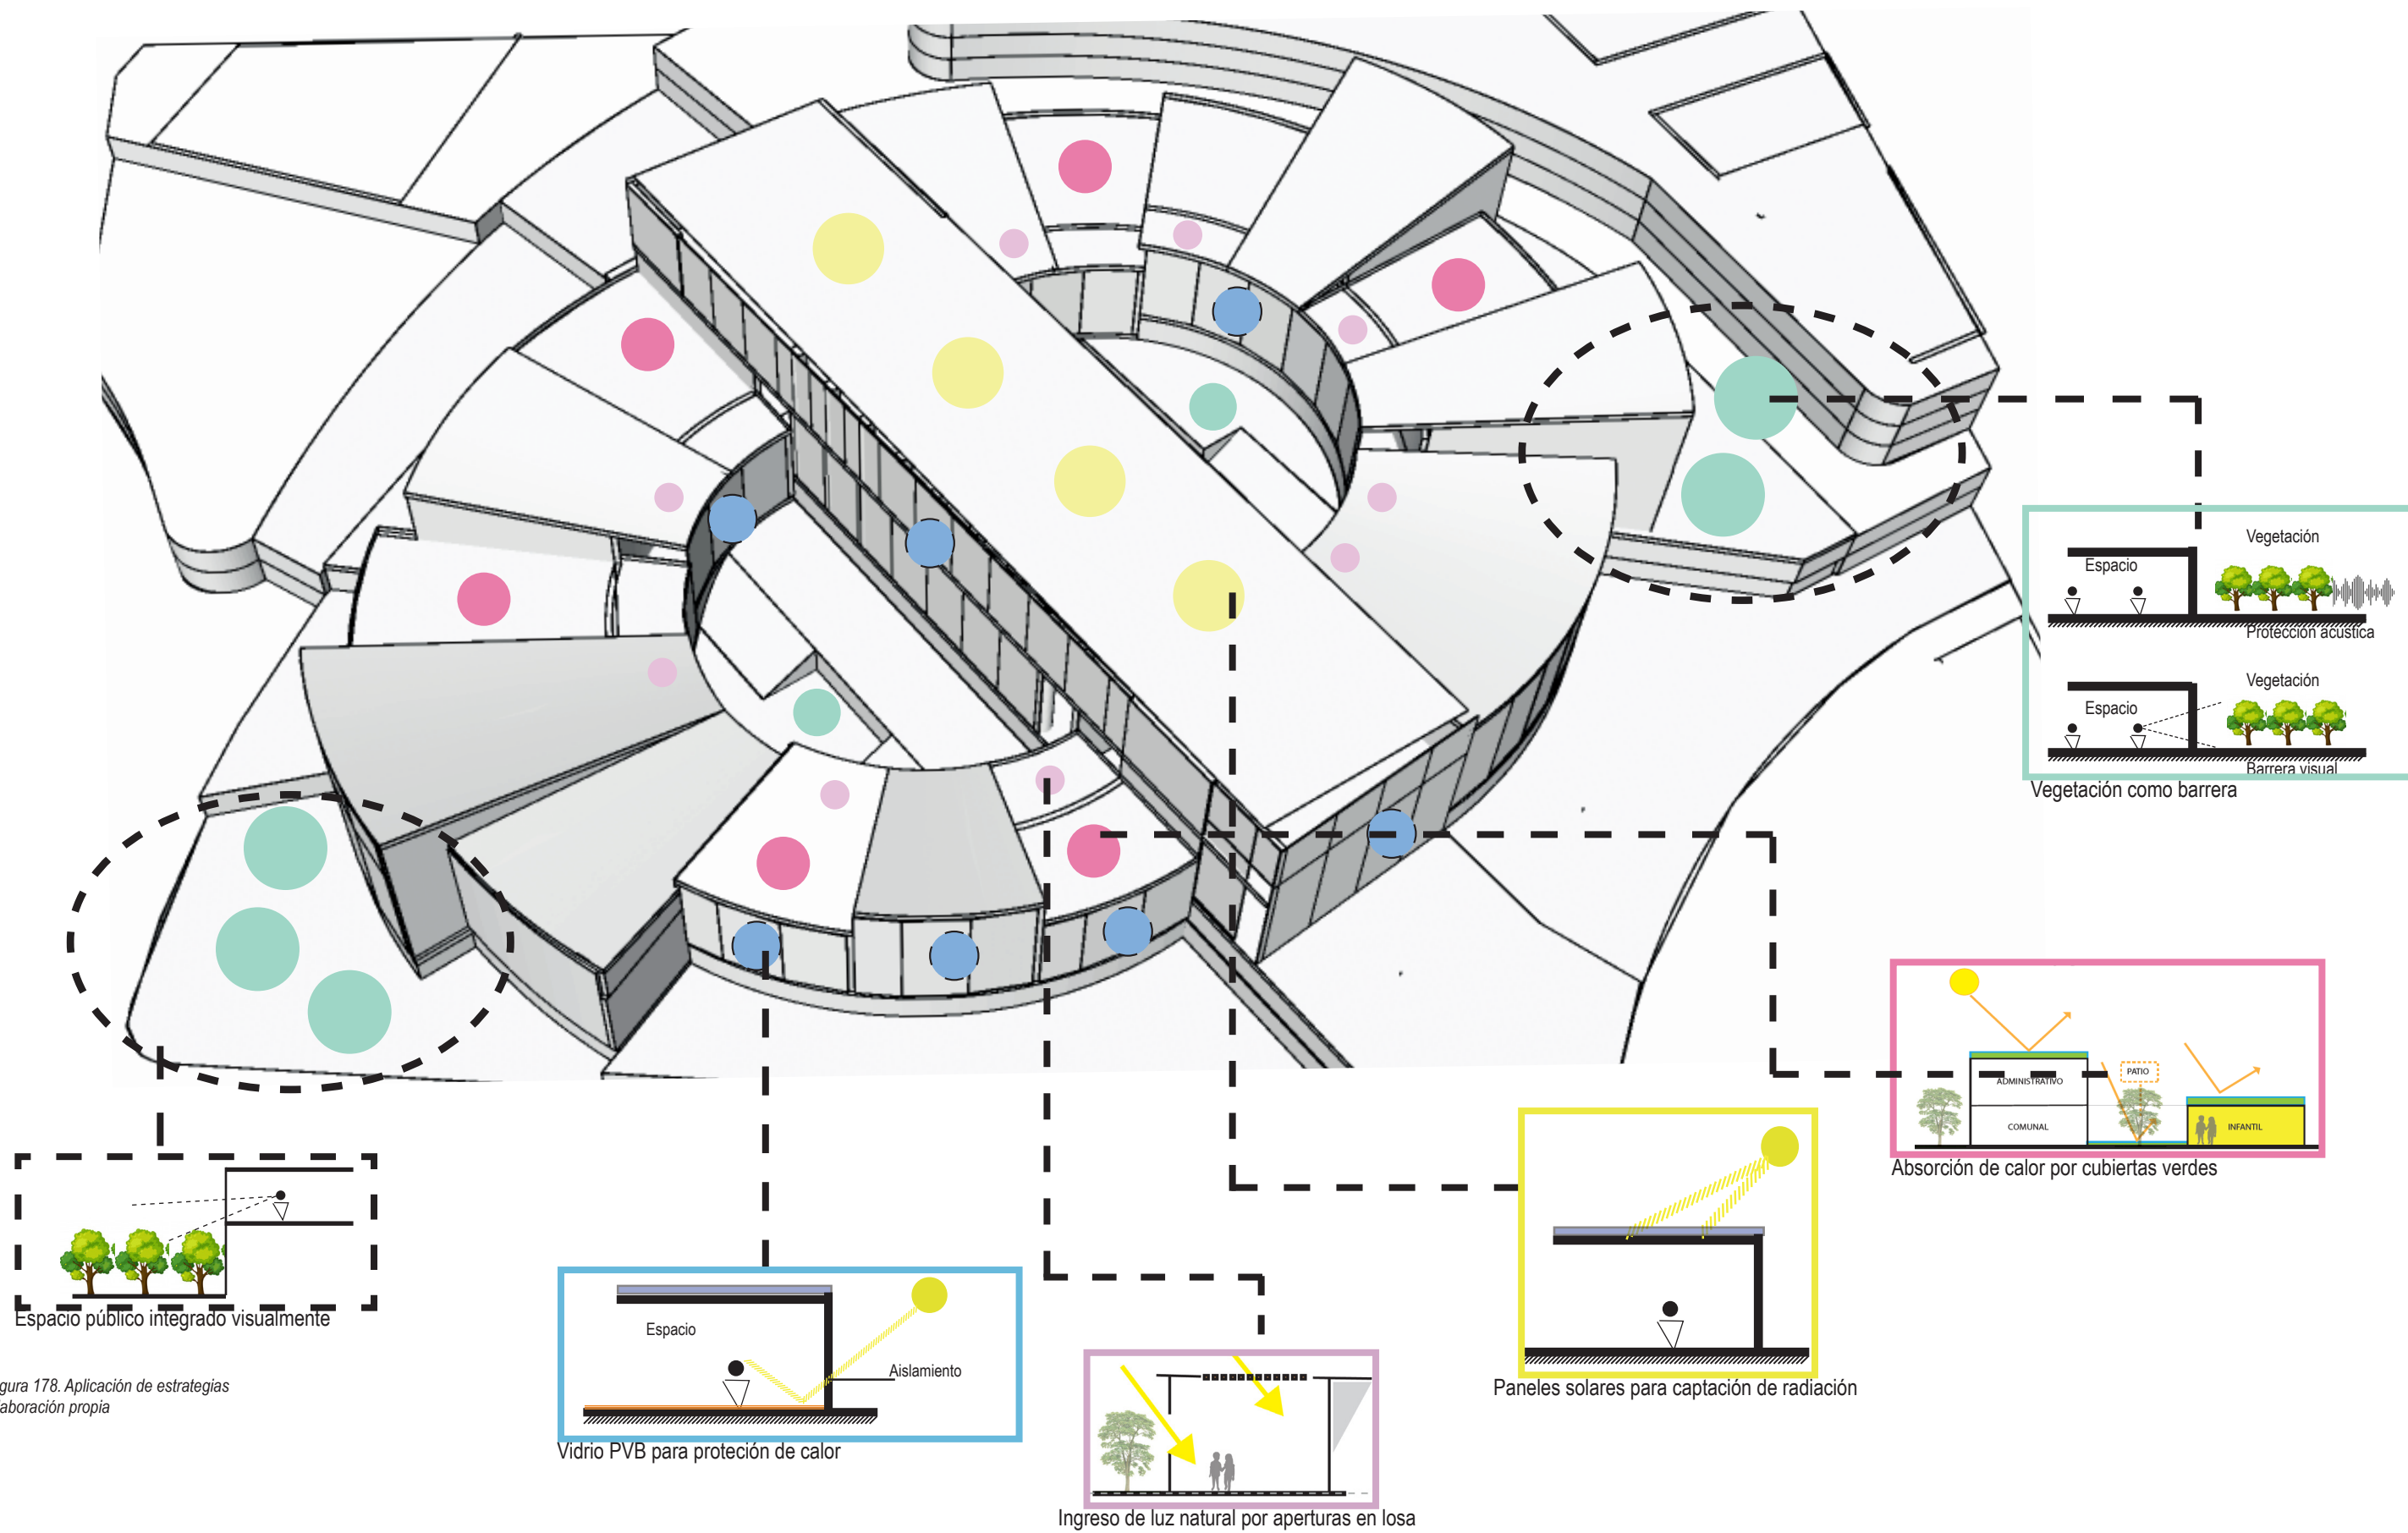 Vegetación
Espacio
Protección acustica
Vegetación
Espacio
Barrera visual
Vegetación como barrera
PATIO
ADMINISTRATIVO
COMUNAL
INFANTIL
Absorción de calor por cubiertas verdes
Espacio público integrado visualmente
Espacio
Aislamiento
Vidrio PVB para proteción de calor
Paneles solares para captación de radiación
Ingreso de luz natural por aperturas en losa
gura 178. Aplicación de estrategias
aboración propia